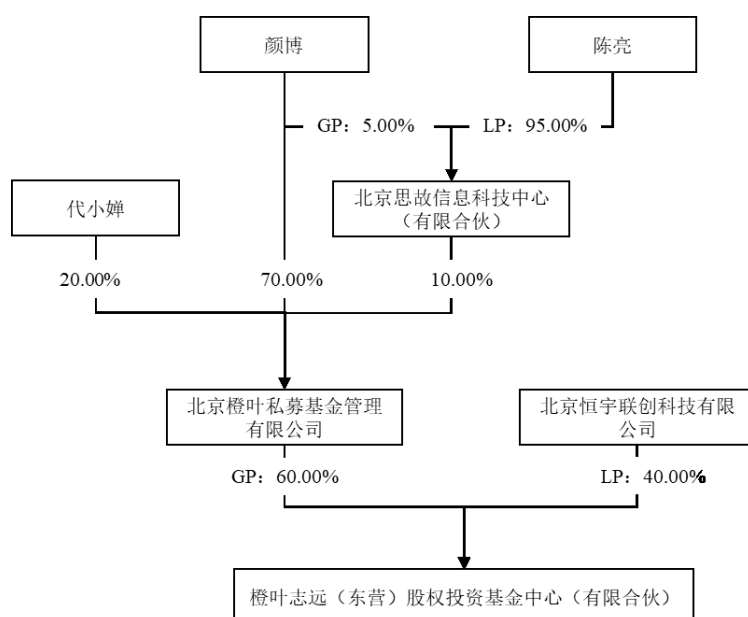 颜博
陈亮
GP：5.00%
LP：95.00%
代小婵
北京思故信息科技中心
（有限合伙）
20.00%
70.00%
10.00%
北京橙叶私募基金管理
有限公司
北京恒宇联创科技有限
公司
GP：60.00%
LP：40.00%
橙叶志远（东营）股权投资基金中心（有限合伙）